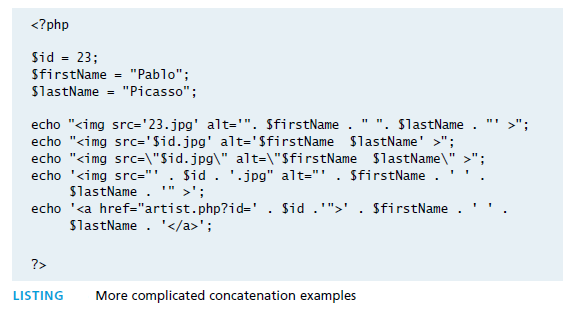 <?php
$id = 23;
$firstName = "Pablo";
$lastName = "Picasso";
echo "<img src='23.jpg' alt='". $firstName . " ". $lastName . "' >";
echo "<img src='$id.jpg' alt='$firstName  $lastName' >";
echo "<img src=\"$id.jpg\" alt=\"$firstName  $lastName\" >";
echo '<img src="' . $id . '.jpg" alt="' . $firstName . ' ' .
$lastName . '" >';
echo '<a href="artist.php?id=' . $id .'">' . $firstName . ' ' .
$lastName . '</a>';
?>
LISTING More complicated concatenation examples